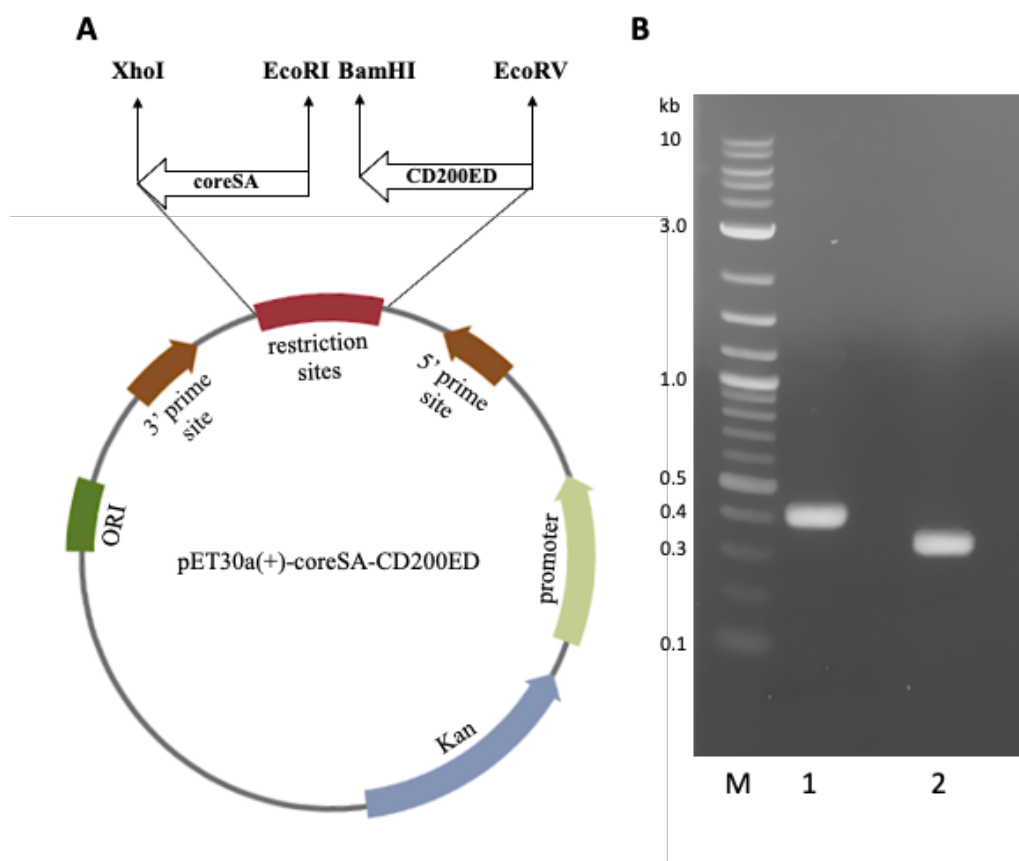 A
B
XhoI
EcoRI BamHI
EcoRV
coreSA
CD200ED
restriction
sites
3’ prime
site
5’ prime
site
ORI
promoter
pET30a(+)-coreSA-CD200ED
Kan
kb
10
3.0
1.0
0.5
0.4
0.3
0.1
M 1 2